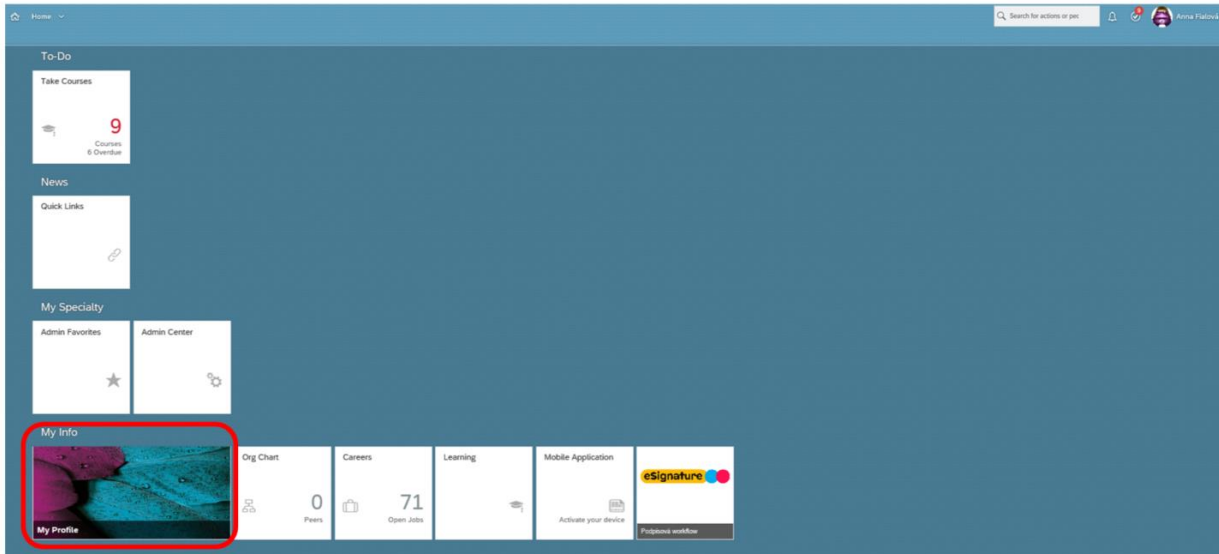 Home
Search for actions or pec
Anna Fialová
To-Do
Take Courses
9
Courses
6 Overdue
News
Quick Links
My Specialty
Admin Favorites
Admin Center
My Info
My Profile
Org Chart
0
Peers
Careers
71
Open Jobs
Learning
Mobile Application
Activate your device
eSignature
Podpisová workflow